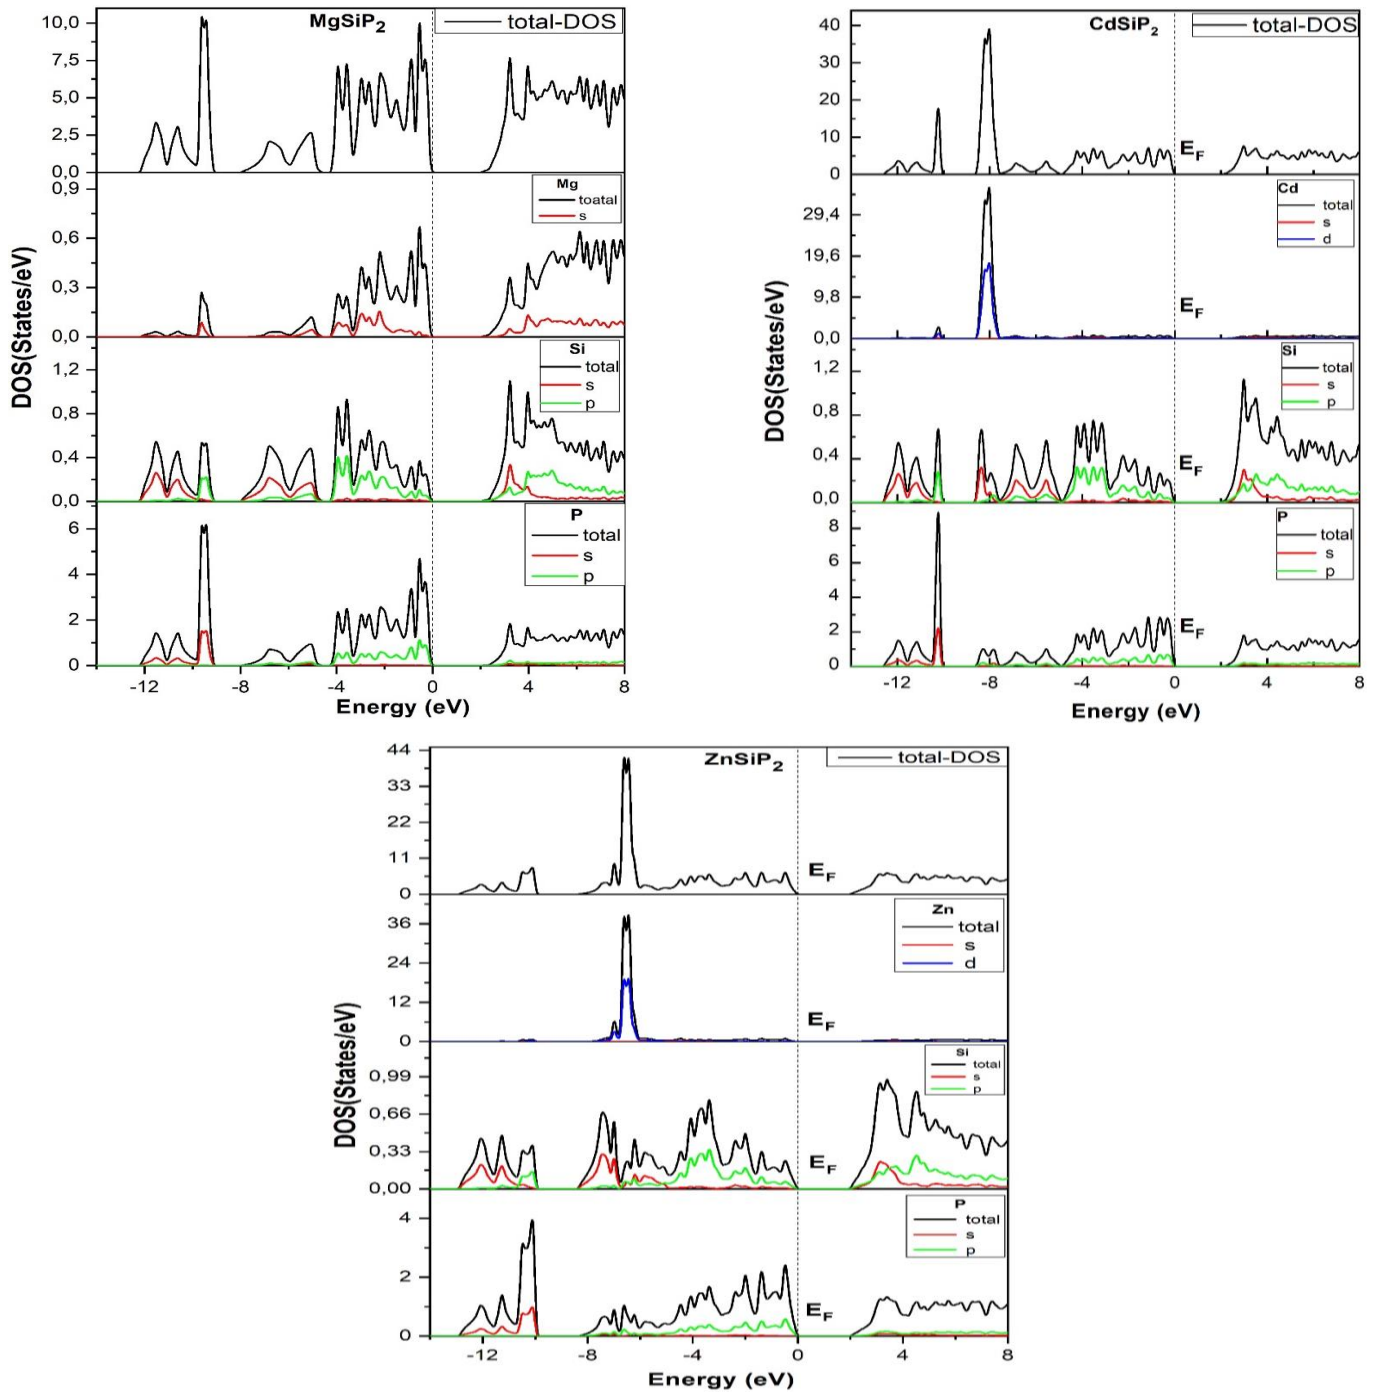 MgSiP2
total-DOS
10,0
7,5
5,0
2,5
0,0
Mg
toatal
s
0,9
0,6
0,3
0,0
Si
total
s
p
1,2
0,8
0,4
0,0
P
total
s
p
6
4
2
0
-12 -8 -4 0 4 8
Energy (eV)
DOS(States/eV)
CdSiP2
total-DOS
40
30
20
10
0
EF
Cd
total
s
d
29,4
19,6
9,8
0,0
EF
Si
total
s
p
1,2
0,8
0,4
0,0
EF
P
total
s
p
8
6
4
2
0
EF
-12 -8 -4 0 4 8
Energy (eV)
DOS(States/eV)
ZnSiP2
total-DOS
44
33
22
11
0
EF
Zn
total
s
d
36
24
12
0
EF
Si
total
s
p
0,99
0,66
0,33
0,00
EF
P
total
s
p
4
2
0
EF
-12 -8 -4 0 4 8
Energy (eV)
DOS(States/eV)